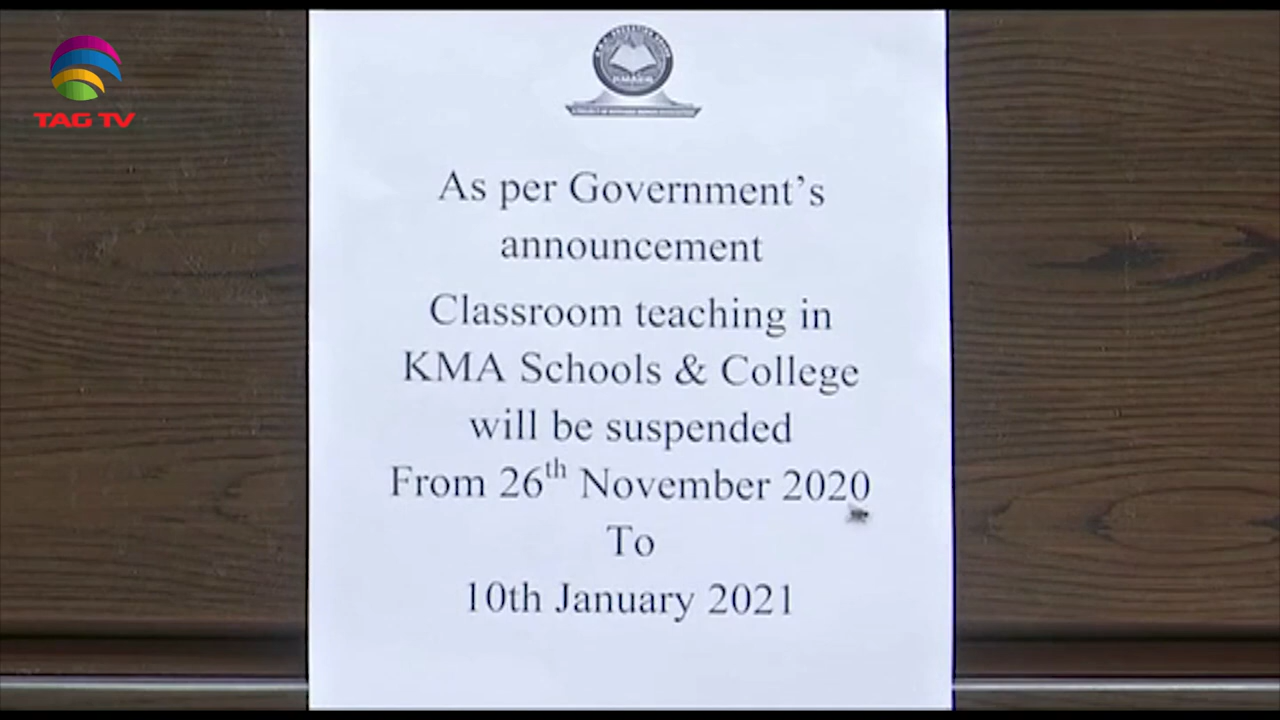 TAG TV
As per Government’s
announcement
Classroom teaching in
KMA Schools & College
will be suspended
From 26th November 2020
To
10th January 2021